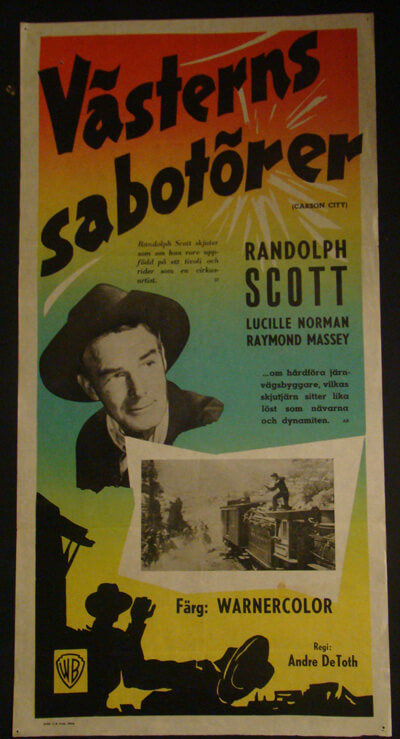 Västerns
sabotörer
(CARSON CITY)
Randolph Scott skjuter
som om han vore upp-
född på ett tivoli och
rider som en cirkus-
artist.
RANDOLPH
SCOTT
LUCILLE NORMAN
RAYMOND MASSEY
...om hårdföra järn-
vägsbyggare, vilkas
skjutjärn sitter lika
löst som nävarna
och dynamiten.
Färg: WARNERCOLOR
Regi:
Andre DeToth
WB